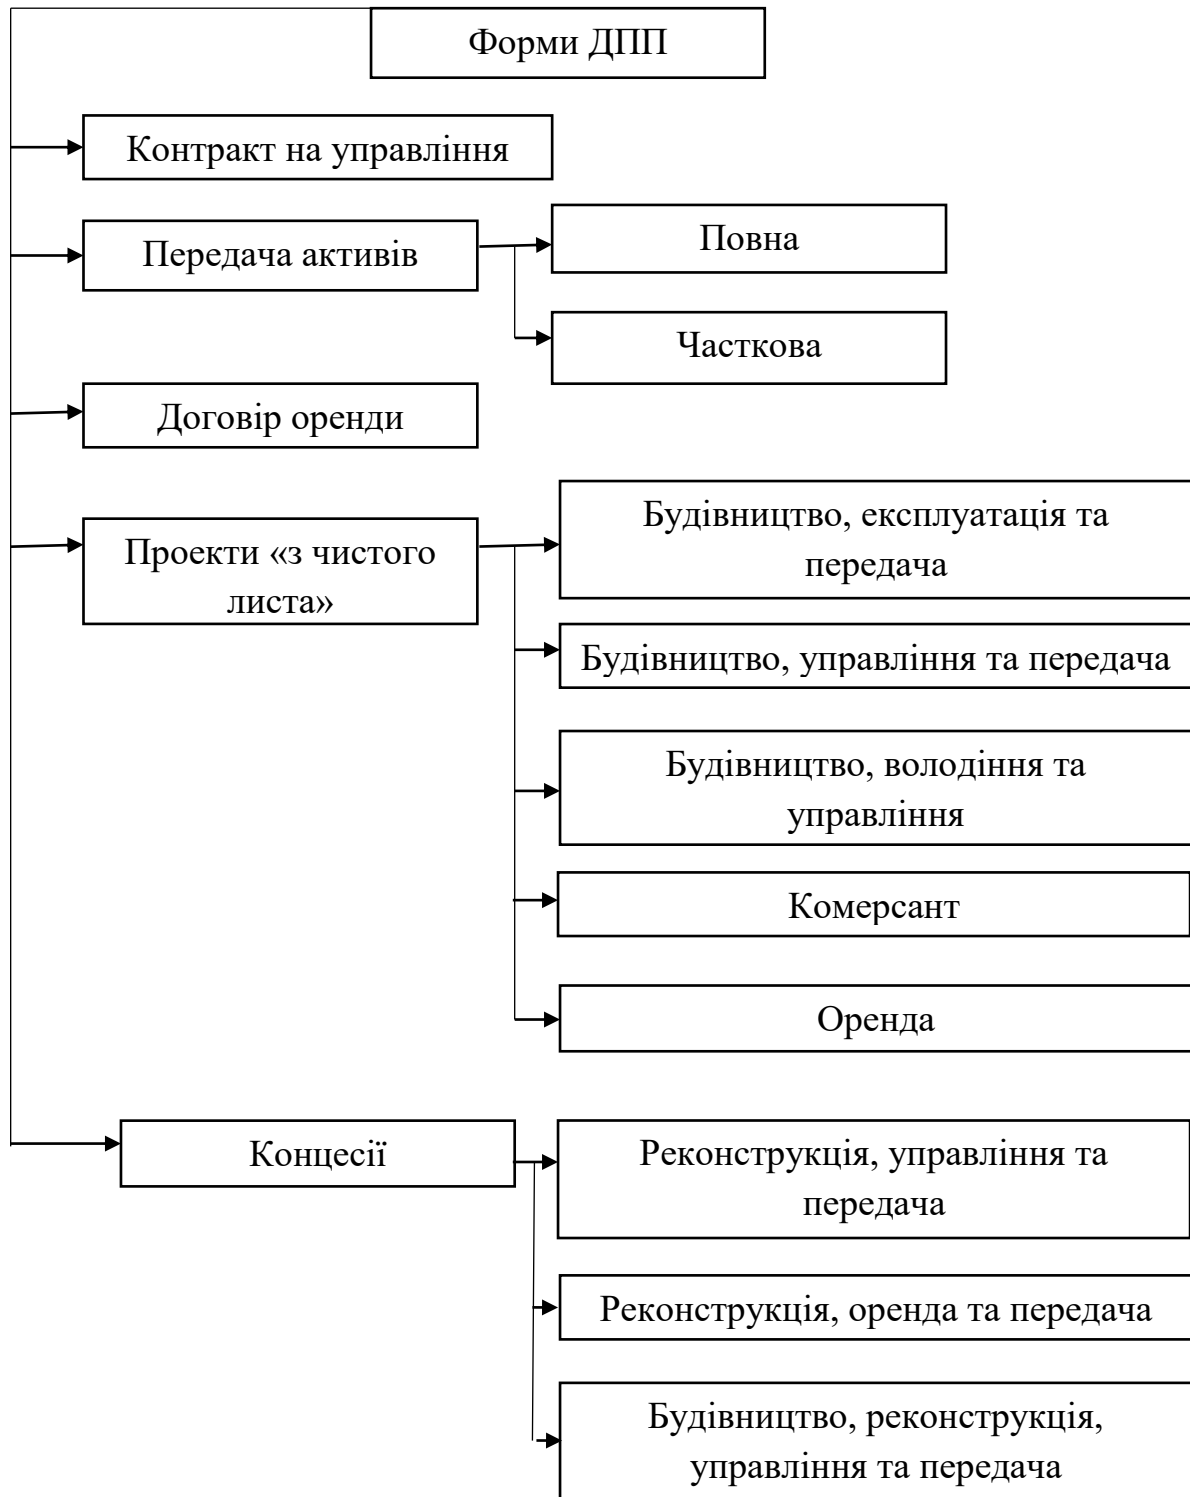 Форми ДПП
Контракт на управління
Передача активів
Повна
Часткова
Договір оренди
Проекти «з чистого
листа»
Будівництво, експлуатація та
передача
Будівництво, управління та передача
Будівництво, володіння та
управління
Комерсант
Оренда
Концесії
Реконструкція, управління та
передача
Реконструкція, оренда та передача
Будівництво, реконструкція,
управління та передача